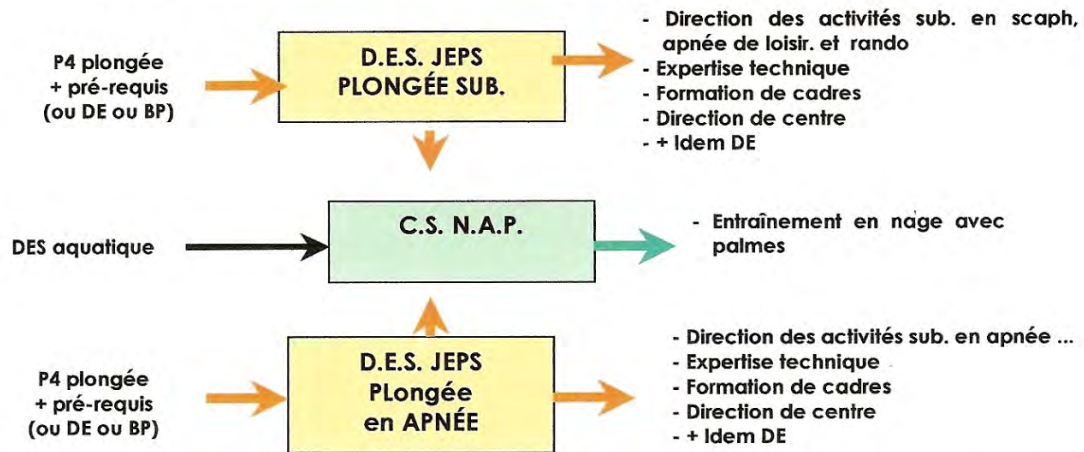 P4 plongée
+ pré-requis
(ou DE ou BP)
D.E.S. JEPS
PLONGÉE SUB.
- Direction des activités sub. en scaph,
apnée de loisir. et rando
- Expertise technique
- Formation de cadres
- Direction de centre
- + Idem DE
DES aquatique
C.S. N.A.P.
- Entraînement en nage avec
palmes
P4 plongée
+ pré-requis
(ou DE ou BP)
D.E.S. JEPS
PLongée
en APNÉE
- Direction des activités sub. en apnée ...
- Expertise technique
- Formation de cadres
- Direction de centre
- + Idem DE